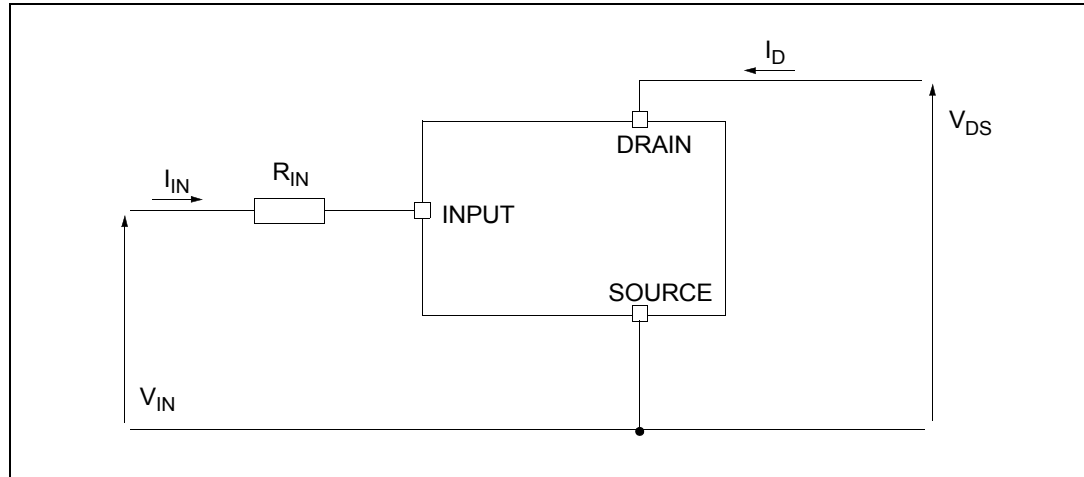 I_D
DRAIN
V_DS
I_IN
R_IN
INPUT
SOURCE
V_IN